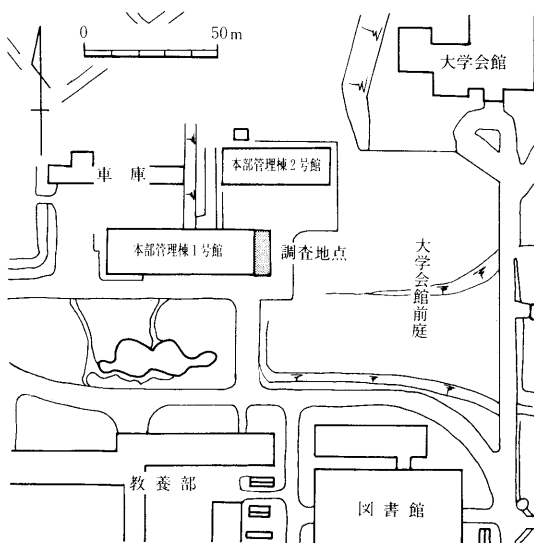 0 50m
大学会館
本部管理棟2号館
車庫
本部管理棟1号館
調査地点
大学会館前庭
教養部
図書館